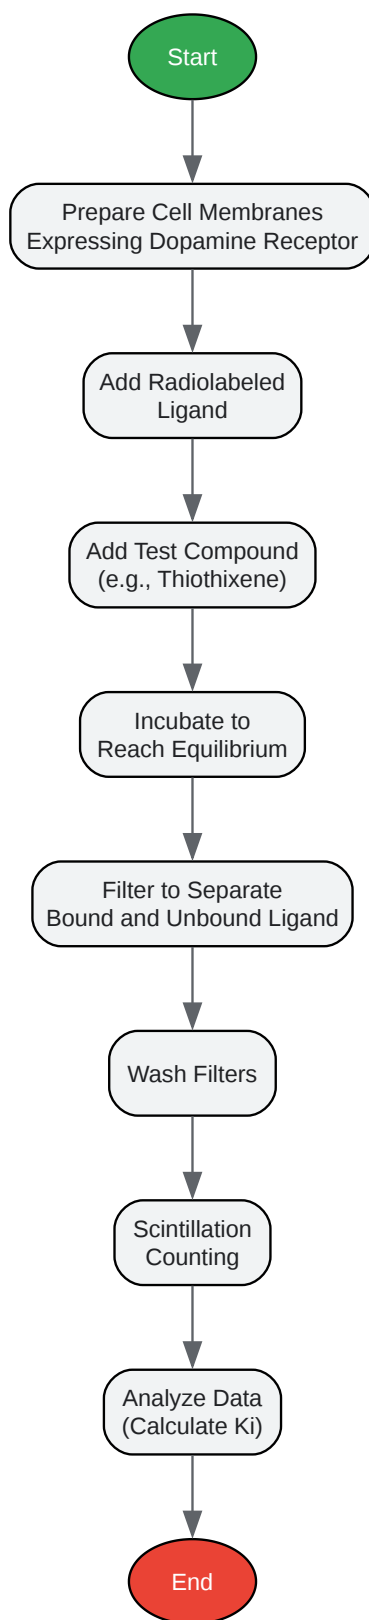 Start
Prepare Cell Membranes
Expressing Dopamine Receptor
Add Radiolabeled
Ligand
Add Test Compound
(e.g., Thiothixene)
Incubate to
Reach Equilibrium
Filter to Separate
Bound and Unbound Ligand
Wash Filters
Scintillation
Counting
Analyze Data
(Calculate Ki)
End